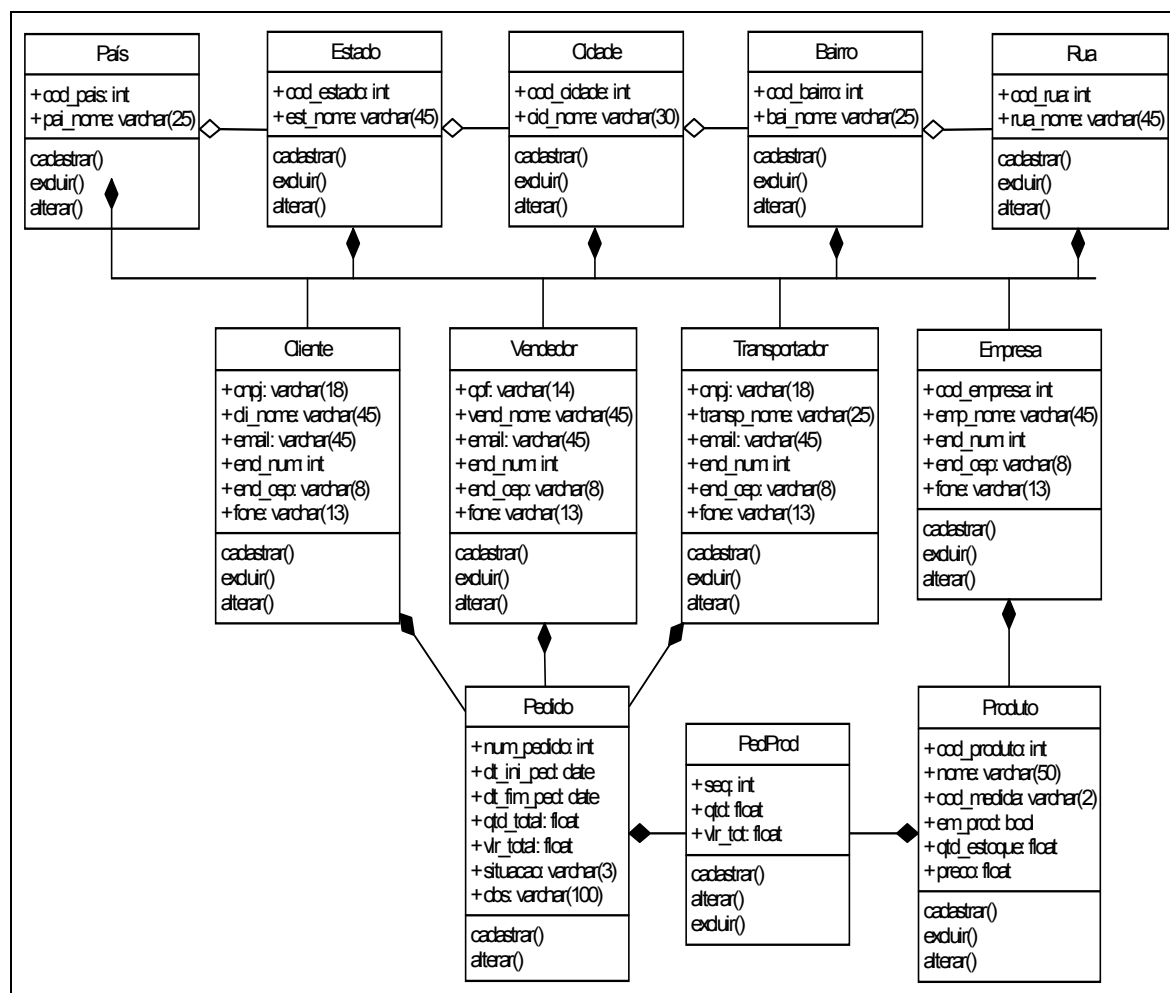 País
+cod_pais: int
+pai_nome: varchar(25)
cadastrar()
excluir()
alterar()
Estado
+cod_estado: int
+est_nome: varchar(45)
cadastrar()
excluir()
alterar()
Cidade
+cod_cidade: int
+cid_nome: varchar(30)
cadastrar()
excluir()
alterar()
Bairro
+cod_bairro: int
+bai_nome: varchar(25)
cadastrar()
excluir()
alterar()
Rua
+cod_rua: int
+rua_nome: varchar(45)
cadastrar()
excluir()
alterar()
Cliente
+cnpj: varchar(18)
+cli_nome: varchar(45)
+email: varchar(45)
+end_num: int
+end_cep: varchar(8)
+fone: varchar(13)
cadastrar()
excluir()
alterar()
Vendedor
+cpf: varchar(14)
+vend_nome: varchar(45)
+email: varchar(45)
+end_num: int
+end_cep: varchar(8)
+fone: varchar(13)
cadastrar()
excluir()
alterar()
Transportador
+cnpj: varchar(18)
+transp_nome: varchar(25)
+email: varchar(45)
+end_num: int
+end_cep: varchar(8)
+fone: varchar(13)
cadastrar()
excluir()
alterar()
Empresa
+cod_empresa: int
+emp_nome: varchar(45)
+end_num: int
+end_cep: varchar(8)
+fone: varchar(13)
cadastrar()
excluir()
alterar()
Pedido
+num_pedido: int
+dt_ini_ped: date
+dt_fim_ped: date
+qtd_total: float
+vlr_total: float
+situacao: varchar(3)
+obs: varchar(100)
cadastrar()
alterar()
PedProd
+seq: int
+qtd: float
+vlr_tot: float
cadastrar()
alterar()
excluir()
Produto
+cod_produto: int
+nome: varchar(50)
+cod_medida: varchar(2)
+em_prod: bool
+qtd_estoque: float
+preco: float
cadastrar()
excluir()
alterar()